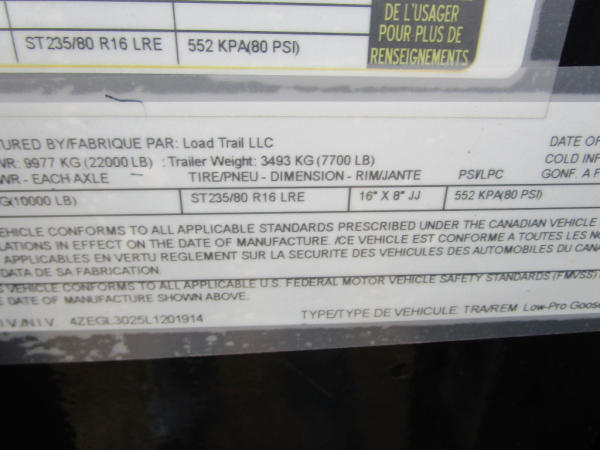 DE L'USAGER
POUR PLUS DE
RENSEIGNEMENTS
ST235/80 R16 LRE 552 KPA(80 PSI)
TURED BY/FABRIQUE PAR: Load Trail LLC DATE OF
WR: 9977 KG (22000 LB) : Trailer Weight: 3493 KG (7700 LB) COLD INF
WR - EACH AXLE TIRE/PNEU - DIMENSION - RIM/JANTE PSI/LPC GONF. A F
G(10000 LB) ST235/80 R16 LRE 16" X 8" JJ 552 KPA(80 PSI)
EHICLE CONFORMS TO ALL APPLICABLE STANDARDS PRESCRIBED UNDER THE CANADIAN VEHICLE
LATIONS IN EFFECT ON THE DATE OF MANUFACTURE. /CE VEHICLE EST CONFORME A TOUTES LES NO
APPLICABLES EN VERTU REGLEMENT SUR LA SECURITE DES VEHICULES DES AUTOMOBILES DU CANA
DATA DE SA FABRICATION.
S VEHICLE CONFORMS TO ALL APPLICABLE U.S. FEDERAL MOTOR VEHICLE SAFETY STANDARDS (FMVSS)
E DATE OF MANUFACTURE SHOWN ABOVE.
I.V./N.I.V. 4ZEGL3025L1201914 TYPE/TYPE DE VEHICULE: TRA/REM Low-Pro Goose